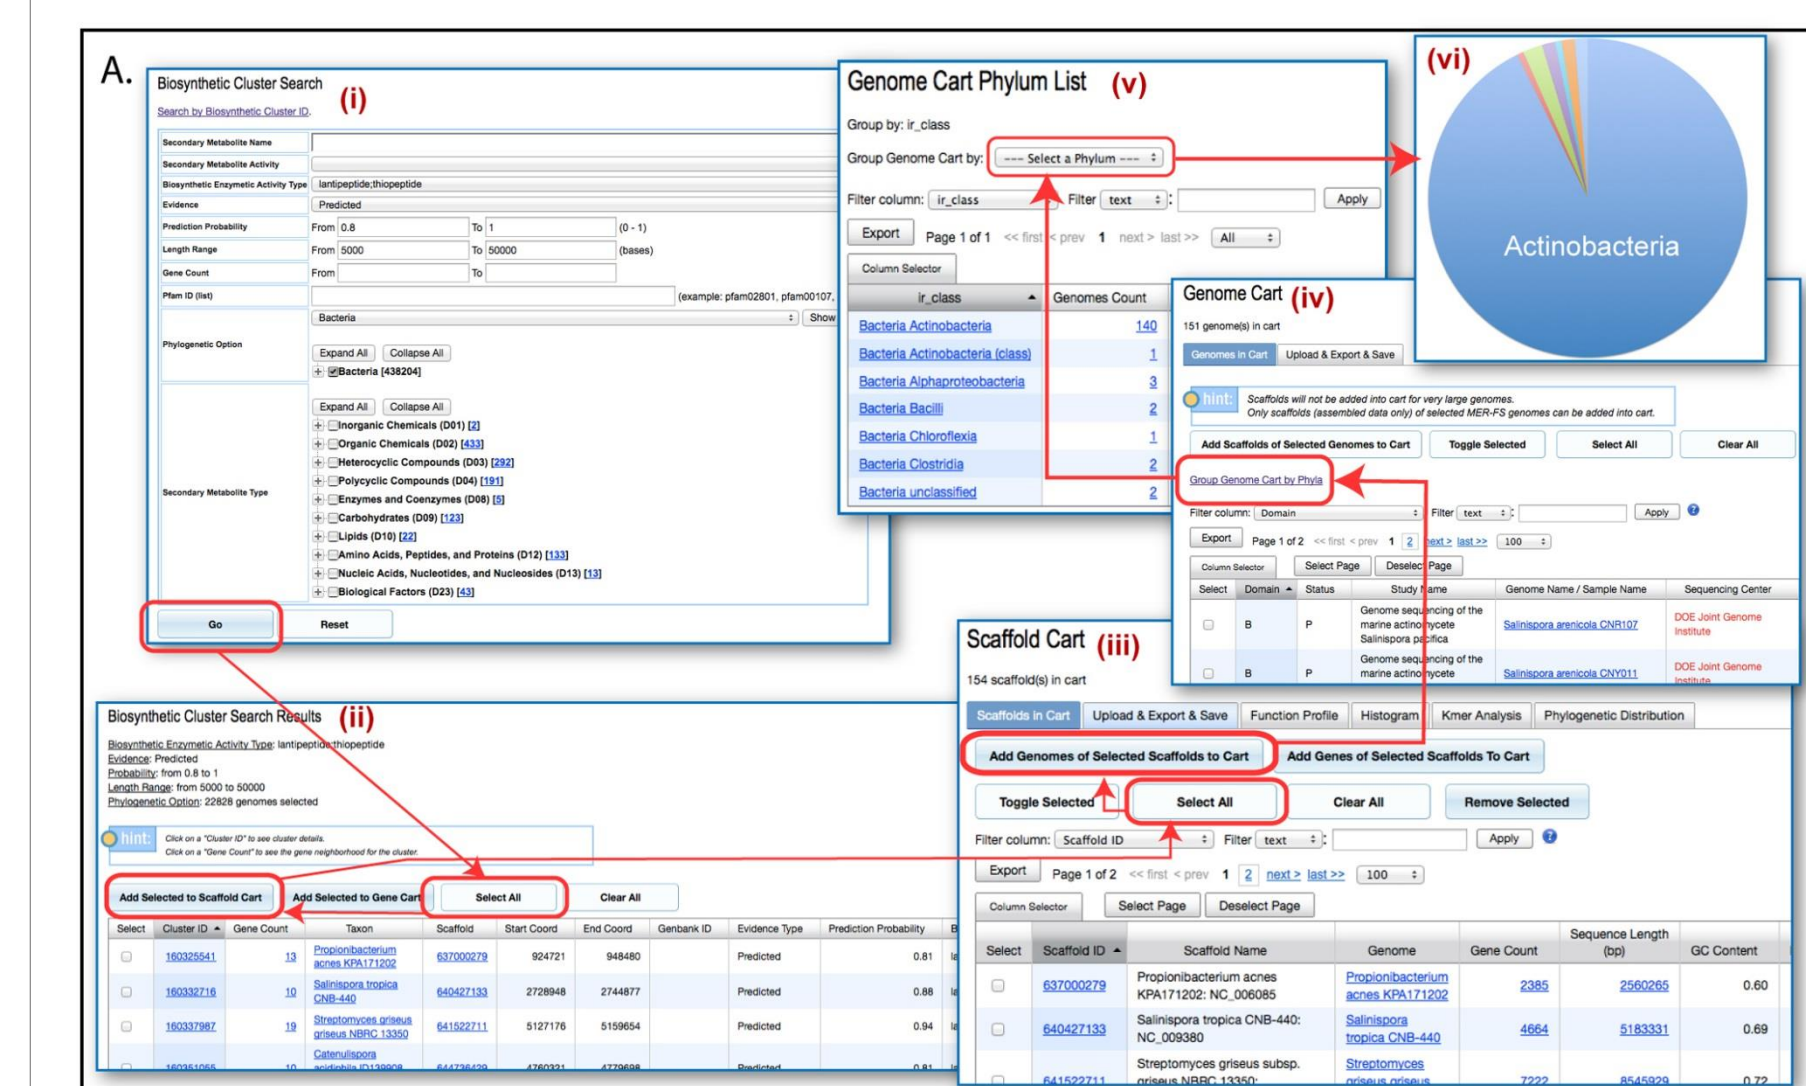 A.
Biosynthetic Cluster Search
(i)
Search by Biosynthetic Cluster ID.
Secondary Metabolite Name
Secondary Metabolite Activity
Biosynthetic Enzymetic Activity Type lantipeptide;thiopeptide
Evidence Predicted
Prediction Probability From 0.8 To 1 (0 - 1)
Length Range From 5000 To 50000 (bases)
Gene Count From To
Pfam ID (list) (example: pfam02801, pfam00107,
Bacteria Show
Phylogenetic Option
Expand All Collapse All
Bacteria [438204]
Expand All Collapse All
Inorganic Chemicals (D01) [2]
Organic Chemicals (D02) [433]
Heterocyclic Compounds (D03) [292]
Polycyclic Compounds (D04) [191]
Secondary Metabolite Type
Enzymes and Coenzymes (D08) [5]
Carbohydrates (D09) [123]
Lipids (D10) [22]
Amino Acids, Peptides, and Proteins (D12) [133]
Nucleic Acids, Nucleotides, and Nucleosides (D13) [13]
Biological Factors (D23) [43]
Go Reset
Biosynthetic Cluster Search Results (ii)
Biosynthetic Enzymetic Activity Type: lantipeptide;thiopeptide
Evidence: Predicted
Probability: from 0.8 to 1
Length Range: from 5000 to 50000
Phylogenetic Option: 22828 genomes selected
hint: Click on a "Cluster ID" to see cluster details.
Click on a "Gene Count" to see the gene neighborhood for the cluster.
Add Selected to Scaffold Cart Add Selected to Gene Cart Select All Clear All
Select Cluster ID Gene Count Taxon Scaffold Start Coord End Coord Genbank ID Evidence Type Prediction Probability B
160325541 13 Propionibacterium acnes KPA171202 637000279 924721 948480 Predicted 0.81
160332716 10 Salinispora tropica CNB-440 640427133 2728948 2744877 Predicted 0.88
160337987 19 Streptomyces griseus griseus NBRC 13350 641522711 5127176 5159654 Predicted 0.94
160351055 10 Catenulispora acidiphila ID139908 644736429 4760321 4779698 Predicted 0.81
Scaffold Cart (iii)
154 scaffold(s) in cart
Scaffolds in Cart Upload & Export & Save Function Profile Histogram Kmer Analysis Phylogenetic Distribution
Add Genomes of Selected Scaffolds to Cart Add Genes of Selected Scaffolds To Cart
Toggle Selected Select All Clear All Remove Selected
Filter column: Scaffold ID Filter text : Apply ?
Export Page 1 of 2 << first < prev 1 2 next > last >> 100
Column Selector Select Page Deselect Page
Select Scaffold ID Scaffold Name Genome Gene Count Sequence Length (bp) GC Content
637000279 Propionibacterium acnes KPA171202: NC_006085 Propionibacterium acnes KPA171202 2385 2560265 0.60
640427133 Salinispora tropica CNB-440: NC_009380 Salinispora tropica CNB-440 4664 5183331 0.69
641522711 Streptomyces griseus subsp. griseus NBRC 13350: Streptomyces griseus griseus 7222 8545929 0.72
Genome Cart (iv)
151 genome(s) in cart
Genomes in Cart Upload & Export & Save
hint: Scaffolds will not be added into cart for very large genomes.
Only scaffolds (assembled data only) of selected MER-FS genomes can be added into cart.
Add Scaffolds of Selected Genomes to Cart Toggle Selected Select All Clear All
Group Genome Cart by Phyla
Filter column: Domain Filter text : Apply ?
Export Page 1 of 2 << first < prev 1 2 next > last >> 100
Column Selector Select Page Deselect Page
Select Domain Status Study Name Genome Name / Sample Name Sequencing Center
B P Genome sequencing of the marine actinomycete Salinispora pacifica Salinispora arenicola CNR107 DOE Joint Genome Institute
B P Genome sequencing of the marine actinomycete Salinispora arenicola CNY011 DOE Joint Genome Institute
Genome Cart Phylum List (v)
Group by: ir_class
Group Genome Cart by: --- Select a Phylum ---
Filter column: ir_class Filter text : Apply
Export Page 1 of 1 << first < prev 1 next > last >> All
Column Selector
ir_class Genomes Count
Bacteria Actinobacteria 140
Bacteria Actinobacteria (class) 1
Bacteria Alphaproteobacteria 3
Bacteria Bacilli 2
Bacteria Chloroflexia 1
Bacteria Clostridia 2
Bacteria unclassified 2
(vi)
Actinobacteria